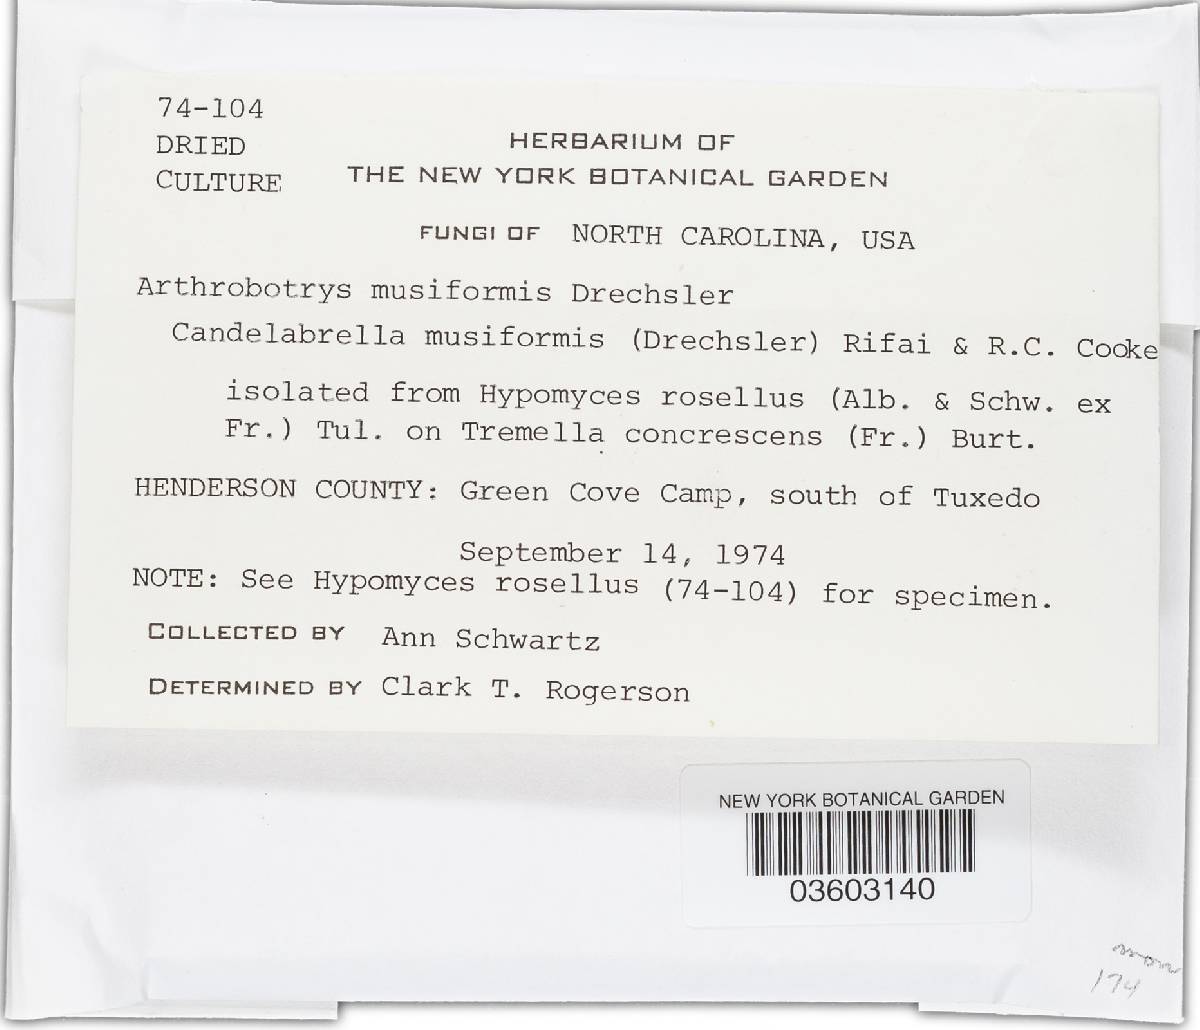 74-104
DRIED
CULTURE
HERBARIUM OF
THE NEW YORK BOTANICAL GARDEN
FUNGI OF NORTH CAROLINA, USA
Arthrobotrys musiformis Drechsler
Candelabrella musiformis (Drechsler) Rifai & R.C. Cooke
isolated from Hypomyces rosellus (Alb. & Schw. ex
Fr.) Tul. on Tremella concrescens (Fr.) Burt.
HENDERSON COUNTY: Green Cove Camp, south of Tuxedo
September 14, 1974
NOTE: See Hypomyces rosellus (74-104) for specimen.
COLLECTED BY Ann Schwartz
DETERMINED BY Clark T. Rogerson
NEW YORK BOTANICAL GARDEN
03603140
174